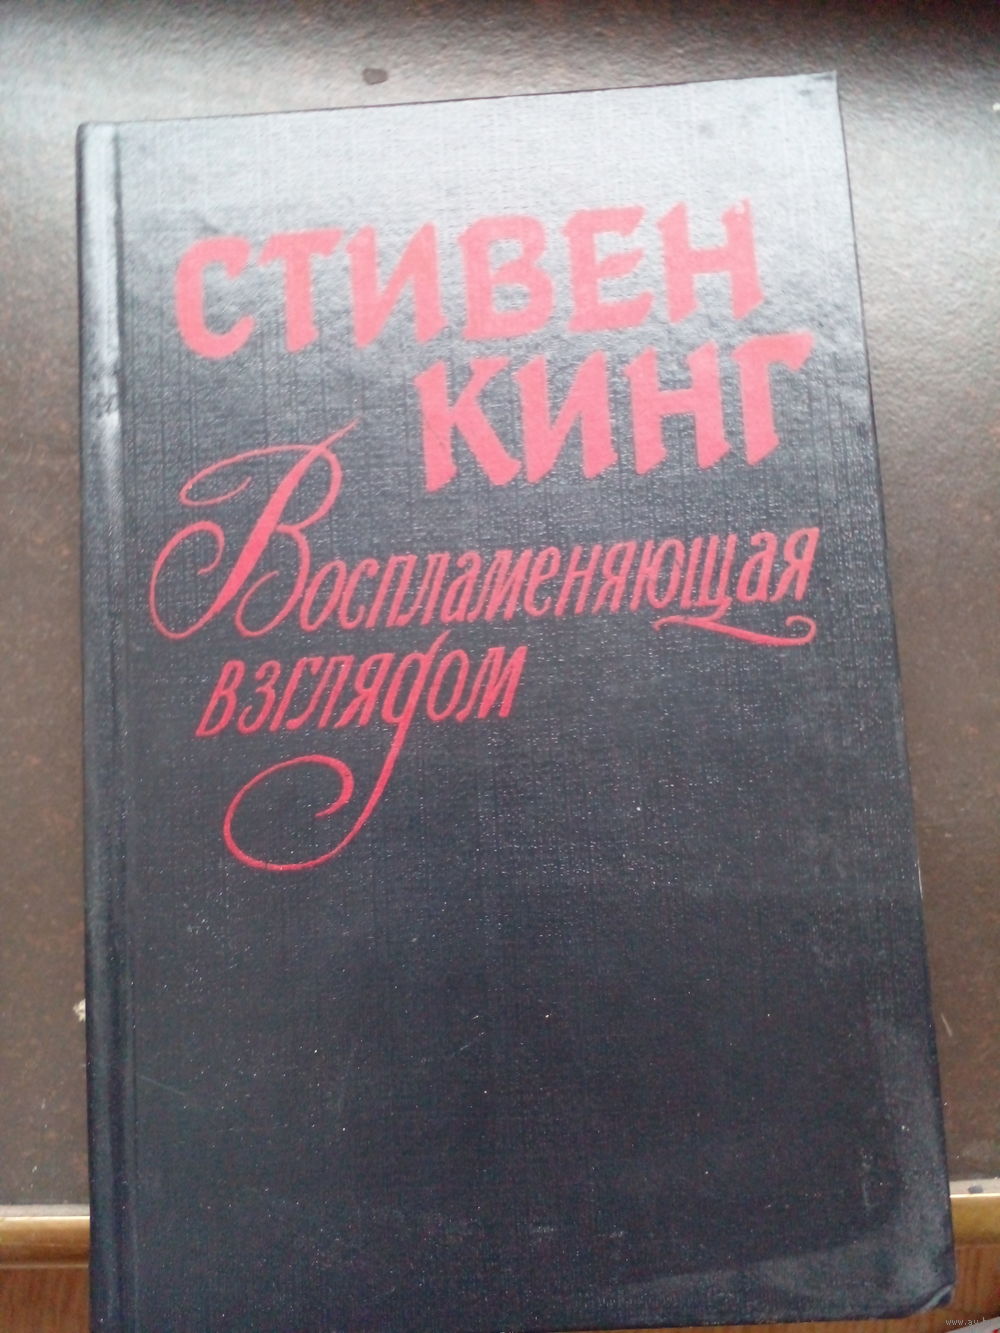 СТИВЕН
КИНГ
Воспламеняющая
взглядом